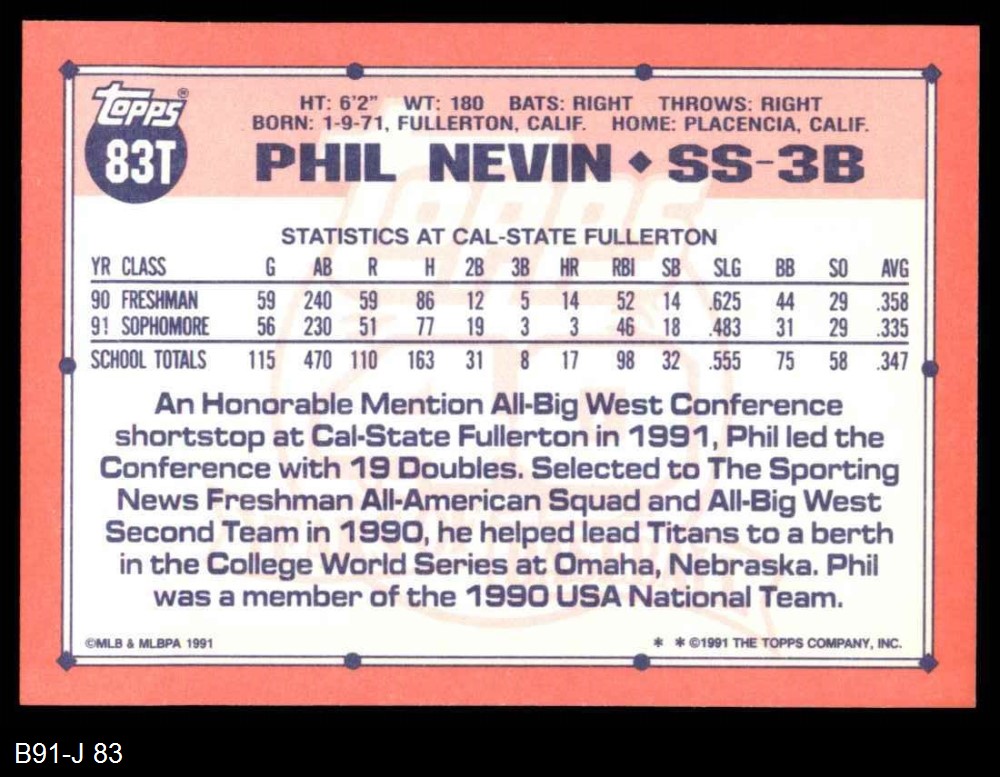 TOPPS®
83T
HT: 6'2" WT: 180 BATS: RIGHT THROWS: RIGHT
BORN: 1-9-71, FULLERTON, CALIF. HOME: PLACENCIA, CALIF.
PHIL NEVIN ◆ SS-3B
STATISTICS AT CAL-STATE FULLERTON
YR CLASS G AB R H 2B 3B HR RBI SB SLG BB SO AVG
90 FRESHMAN 59 240 59 86 12 5 14 52 14 .625 44 29 .358
91 SOPHOMORE 56 230 51 77 19 3 3 46 18 .483 31 29 .335
SCHOOL TOTALS 115 470 110 163 31 8 17 98 32 .555 75 58 .347
An Honorable Mention All-Big West Conference
shortstop at Cal-State Fullerton in 1991, Phil led the
Conference with 19 Doubles. Selected to The Sporting
News Freshman All-American Squad and All-Big West
Second Team in 1990, he helped lead Titans to a berth
in the College World Series at Omaha, Nebraska. Phil
was a member of the 1990 USA National Team.
©MLB & MLBPA 1991 * * ©1991 THE TOPPS COMPANY, INC.
B91-J 83